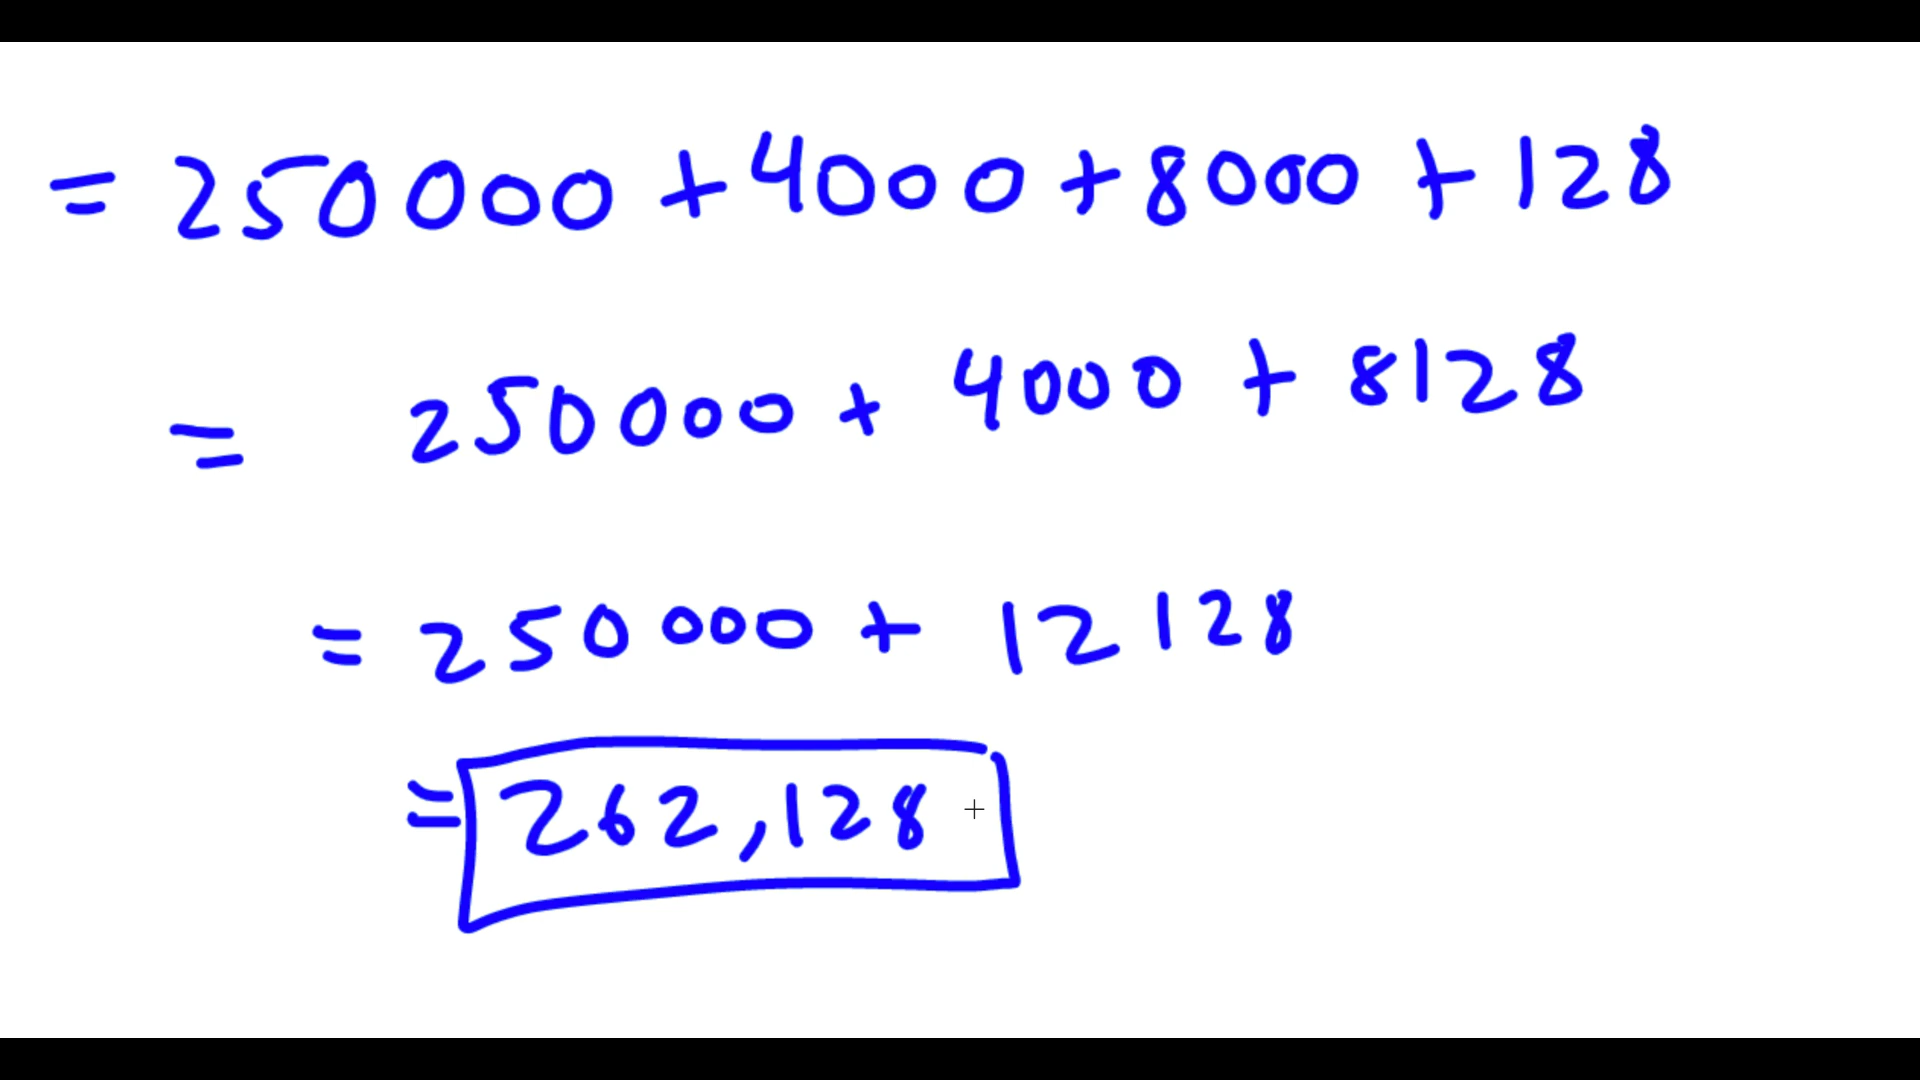 = 250000 + 4000 + 8000 + 128
= 250000 + 4000 + 8128
= 250000 + 12128
= 262,128